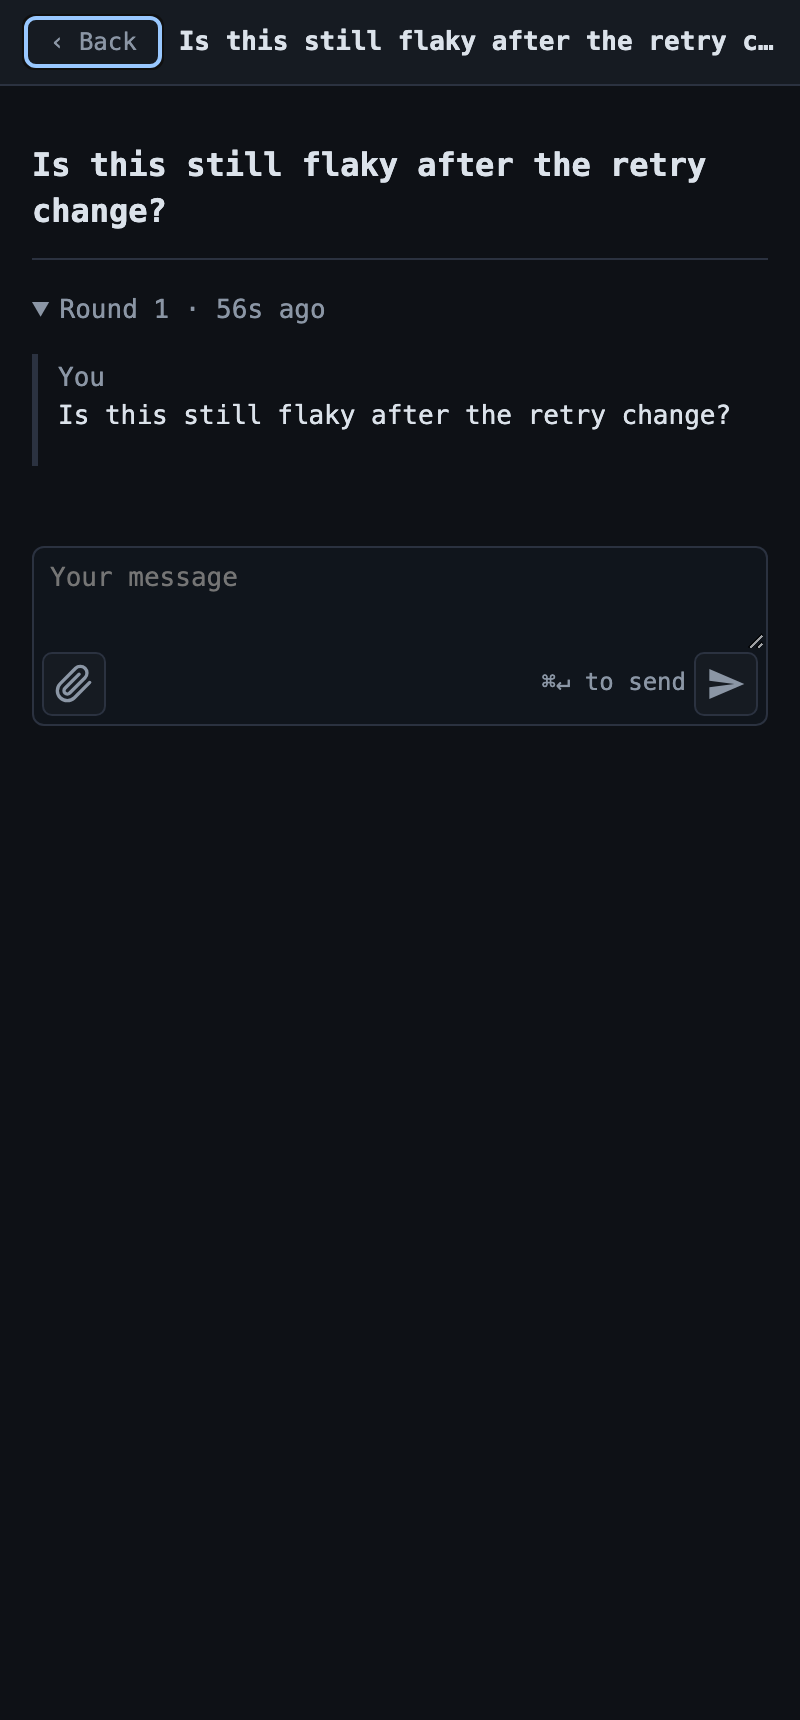 ‹ Back Is this still flaky after the retry c…
Is this still flaky after the retry
change?
▼ Round 1 · 56s ago
You
Is this still flaky after the retry change?
Your message
⌘↵ to send